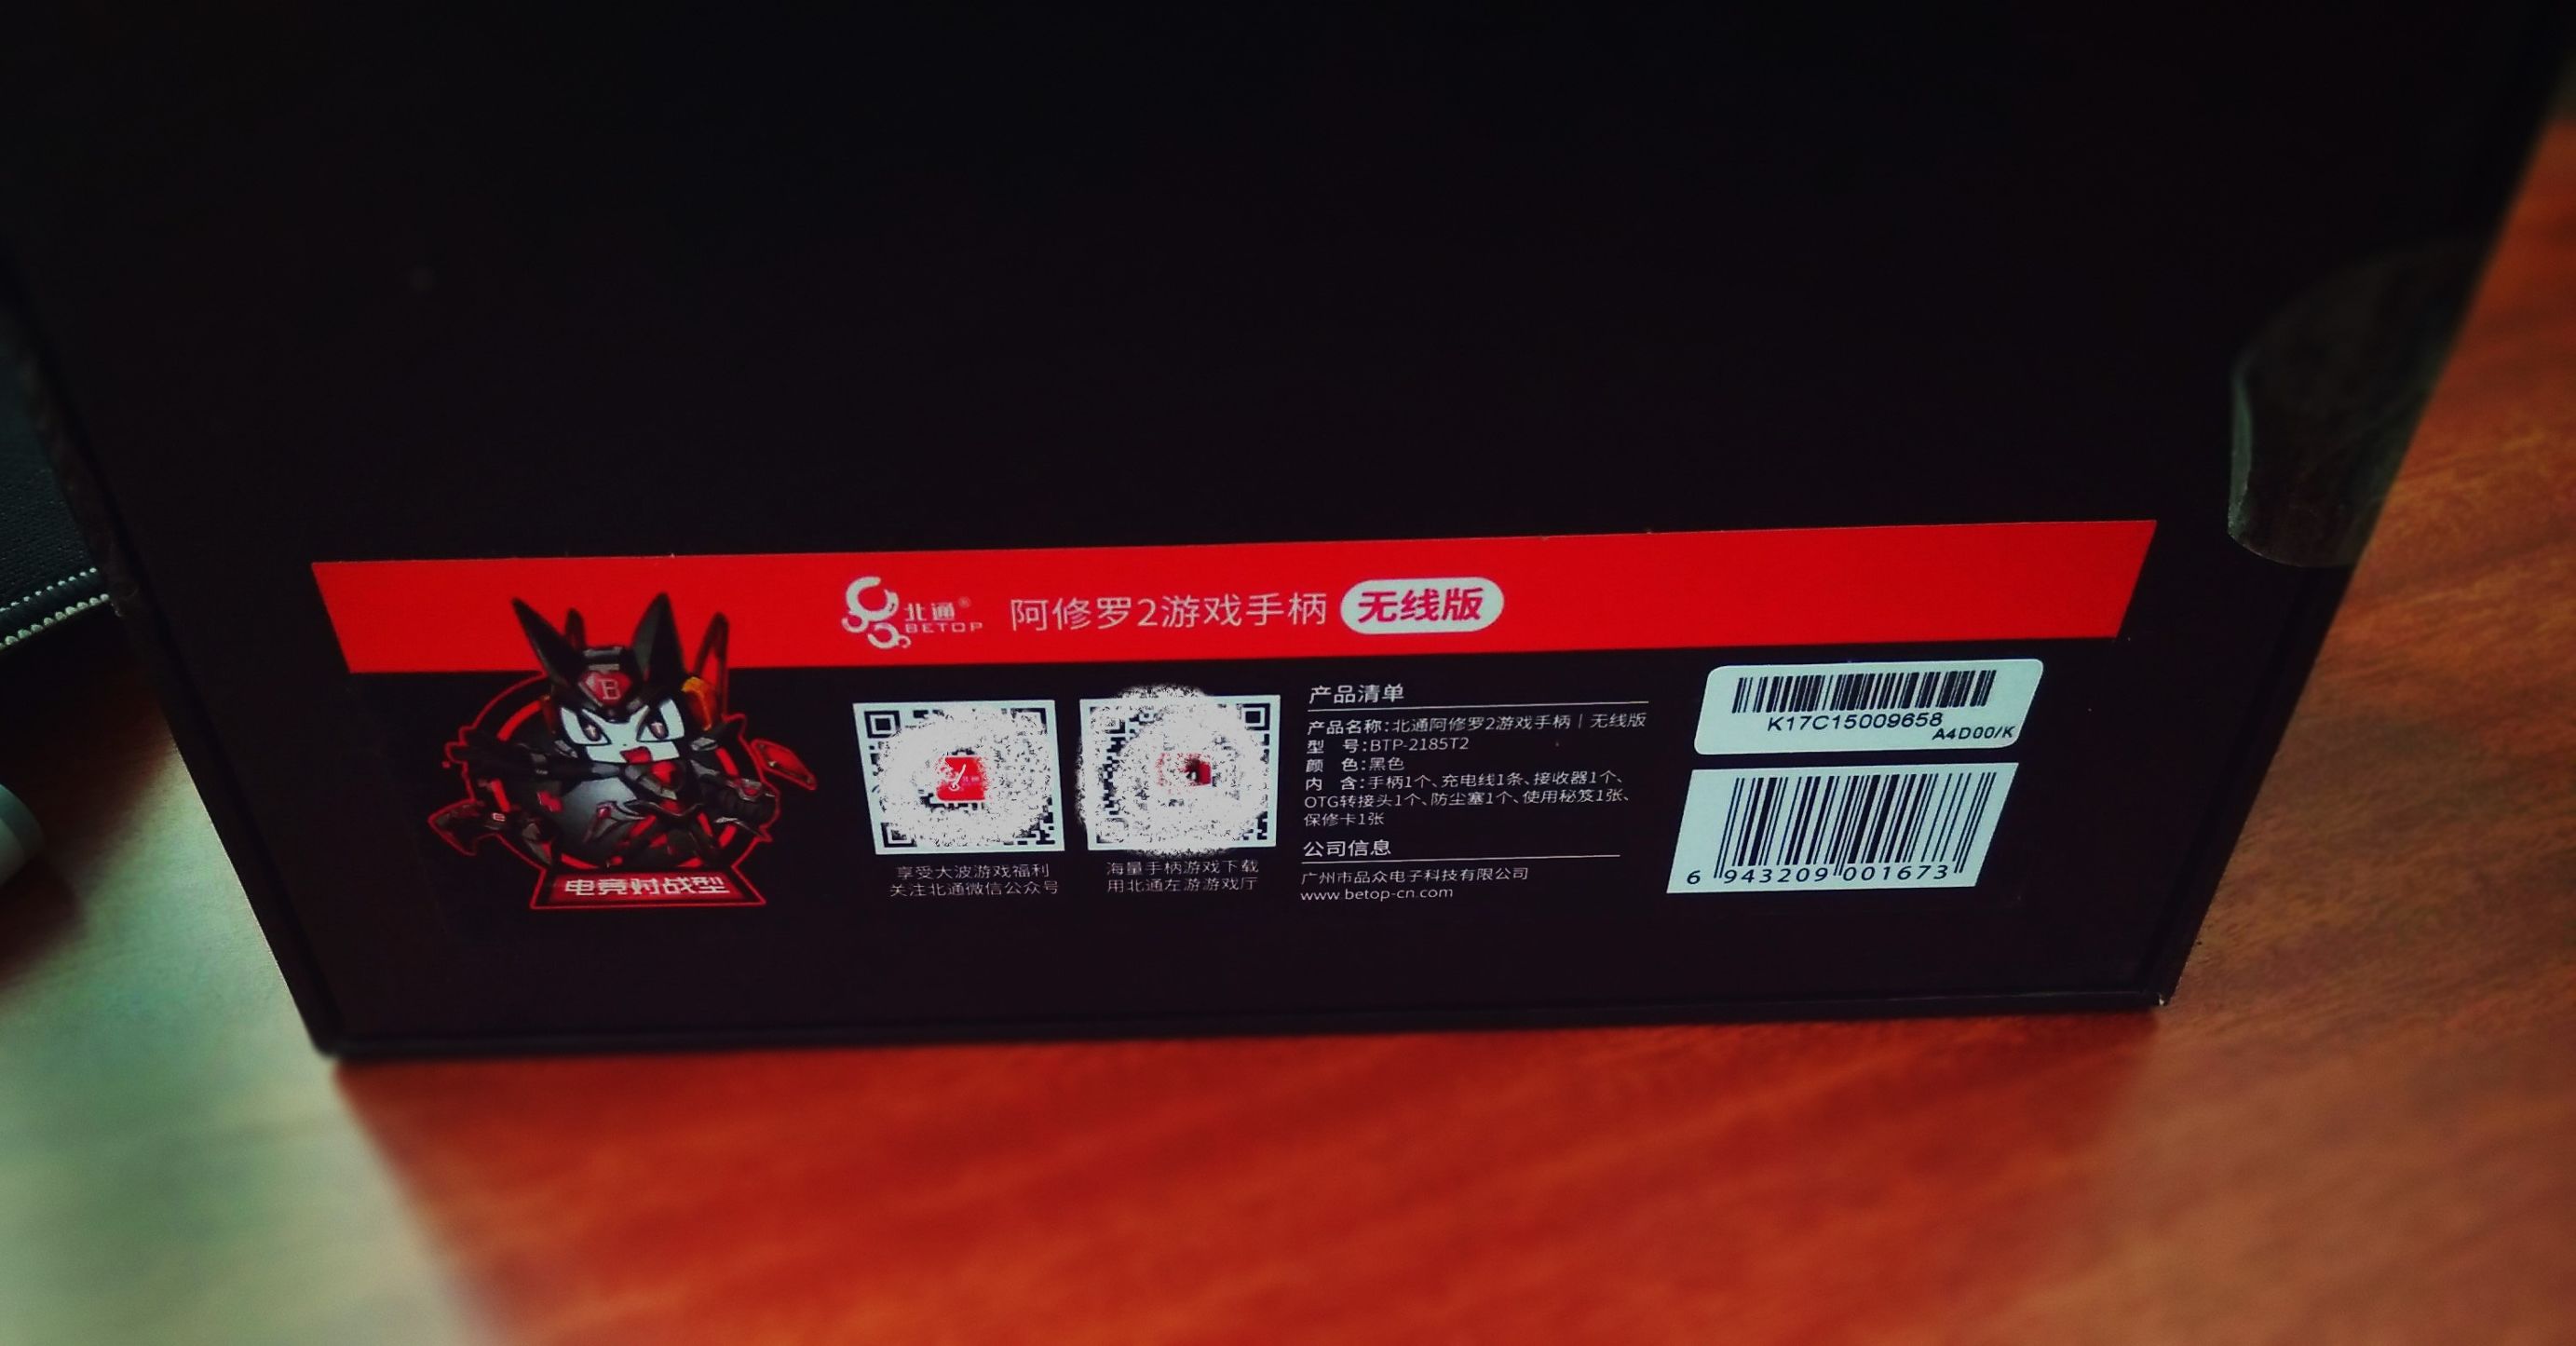 北通®
BETOP
阿修罗2游戏手柄 无线版
B
电竞对战型
享受大波游戏福利
关注北通微信公众号
海量手柄游戏下载
用北通左游游戏厅
产品清单
产品名称:北通阿修罗2游戏手柄 | 无线版
型 号:BTP-2185T2
颜 色:黑色
内 含:手柄1个、充电线1条、接收器1个、
OTG转接头1个、防尘塞1个、使用秘笈1张、
保修卡1张
公司信息
广州市品众电子科技有限公司
www.betop-cn.com
K17C15009658
A4D00/K
6 943209 001673